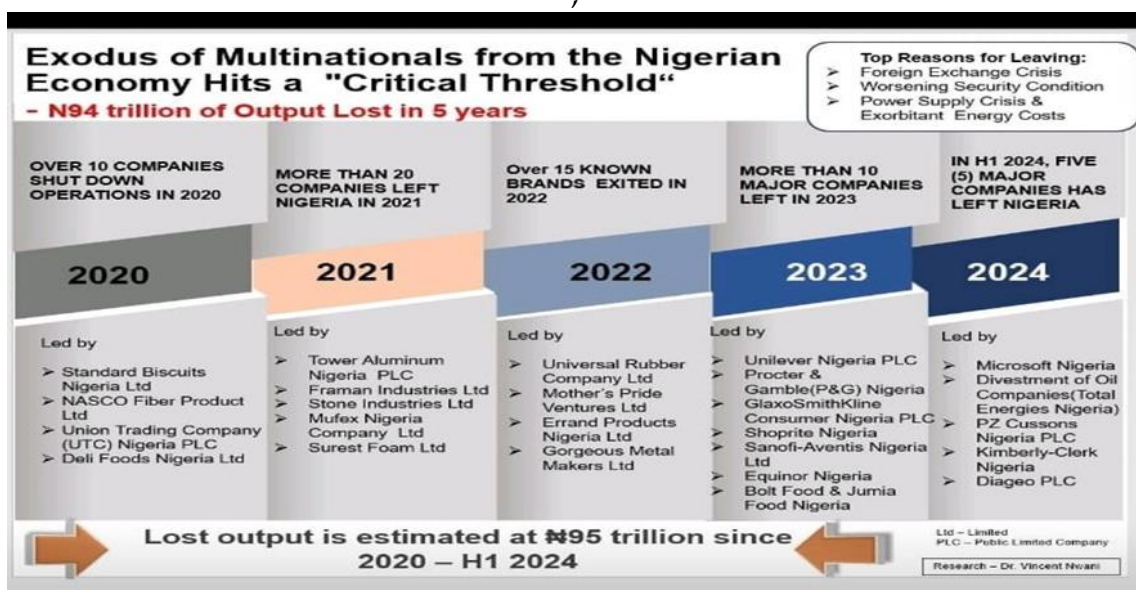 Exodus of Multinationals from the Nigerian
Economy Hits a "Critical Threshold“
- N94 trillion of Output Lost in 5 years
Top Reasons for Leaving:
➢ Foreign Exchange Crisis
➢ Worsening Security Condition
➢ Power Supply Crisis &
Exorbitant Energy Costs
OVER 10 COMPANIES
SHUT DOWN
OPERATIONS IN 2020
2020
Led by
➢ Standard Biscuits
Nigeria Ltd
➢ NASCO Fiber Product
Ltd
➢ Union Trading Company
(UTC) Nigeria PLC
➢ Deli Foods Nigeria Ltd
MORE THAN 20
COMPANIES LEFT
NIGERIA IN 2021
2021
Led by
➢ Tower Aluminum
Nigeria PLC
➢ Framan Industries Ltd
➢ Stone Industries Ltd
➢ Mufex Nigeria
Company Ltd
➢ Surest Foam Ltd
Over 15 KNOWN
BRANDS EXITED IN
2022
2022
Led by
➢ Universal Rubber
Company Ltd
➢ Mother's Pride
Ventures Ltd
➢ Errand Products
Nigeria Ltd
➢ Gorgeous Metal
Makers Ltd
MORE THAN 10
MAJOR COMPANIES
LEFT IN 2023
2023
Led by
➢ Unilever Nigeria PLC
➢ Procter &
Gamble(P&G) Nigeria
➢ GlaxoSmithKline
Consumer Nigeria PLC
➢ Shoprite Nigeria
➢ Sanofi-Aventis Nigeria
Ltd
➢ Equinor Nigeria
➢ Bolt Food & Jumia
Food Nigeria
IN H1 2024, FIVE
(5) MAJOR
COMPANIES HAS
LEFT NIGERIA
2024
Led by
➢ Microsoft Nigeria
➢ Divestment of Oil
Companies(Total
Energies Nigeria)
➢ PZ Cussons
Nigeria PLC
➢ Kimberly-Clerk
Nigeria
➢ Diageo PLC
Lost output is estimated at ₦95 trillion since
2020 – H1 2024
Ltd – Limited
PLC – Public Limited Company
Research – Dr. Vincent Nwani